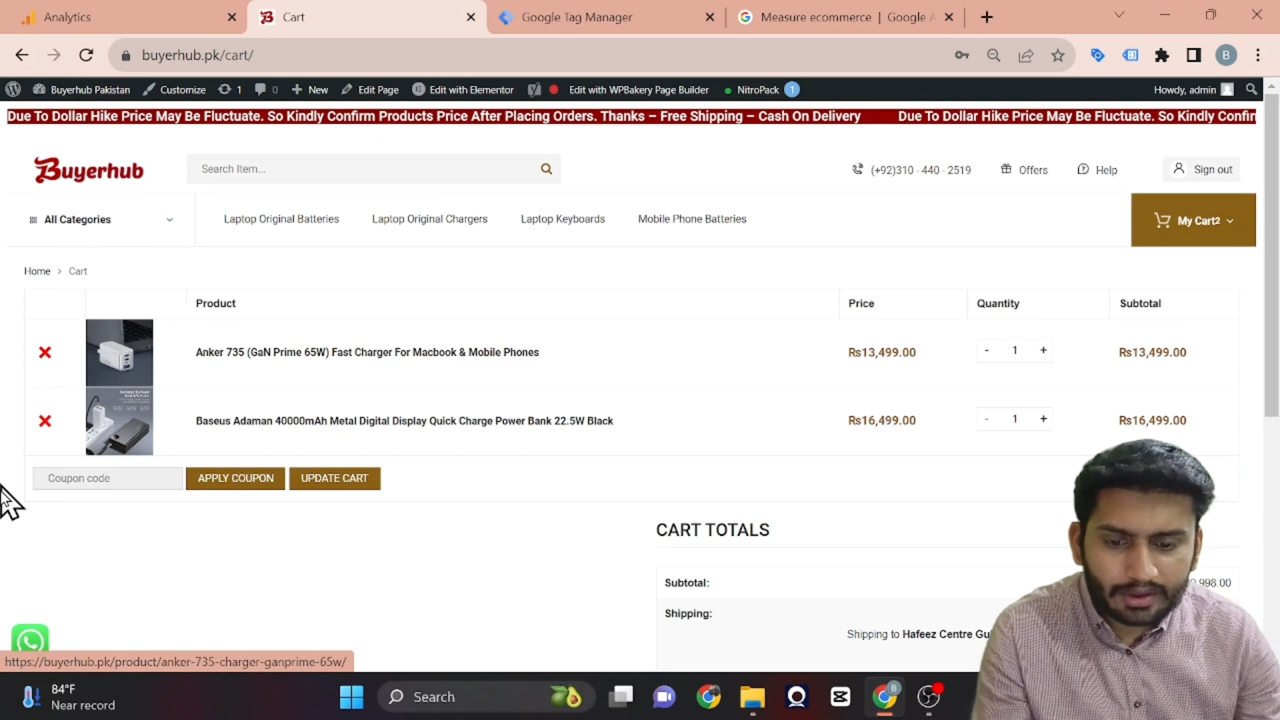 Analytics
Cart
Google Tag Manager
Measure ecommerce | Google A
buyerhub.pk/cart/
B
Buyerhub Pakistan
Customize
1
0
New
Edit Page
Edit with Elementor
Edit with WPBakery Page Builder
NitroPack
1
Howdy, admin
Due To Dollar Hike Price May Be Fluctuate. So Kindly Confirm Products Price After Placing Orders. Thanks – Free Shipping – Cash On Delivery
Due To Dollar Hike Price May Be Fluctuate. So Kindly Confirm
Buyerhub
Search Item...
(+92)310 - 440 - 2519
Offers
Help
Sign out
All Categories
Laptop Original Batteries
Laptop Original Chargers
Laptop Keyboards
Mobile Phone Batteries
My Cart2
Home > Cart
Product
Price
Quantity
Subtotal
Anker 735 (GaN Prime 65W) Fast Charger For Macbook & Mobile Phones
₨13,499.00
- 1 +
₨13,499.00
Baseus Adaman 40000mAh Metal Digital Display Quick Charge Power Bank 22.5W Black
₨16,499.00
- 1 +
₨16,499.00
Coupon code
APPLY COUPON
UPDATE CART
CART TOTALS
Subtotal:
998.00
Shipping:
Shipping to Hafeez Centre Gu
https://buyerhub.pk/product/anker-735-charger-ganprime-65w/
84°F
Near record
Search